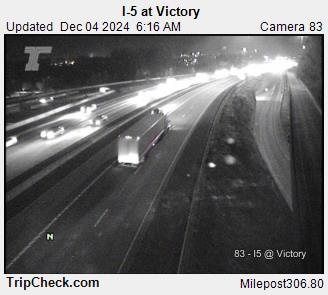 I-5 at Victory
Updated Dec 04 2024 6:16 AM Camera 83
T
N
83 - I5 @ Victory
TripCheck.com Milepost306.80